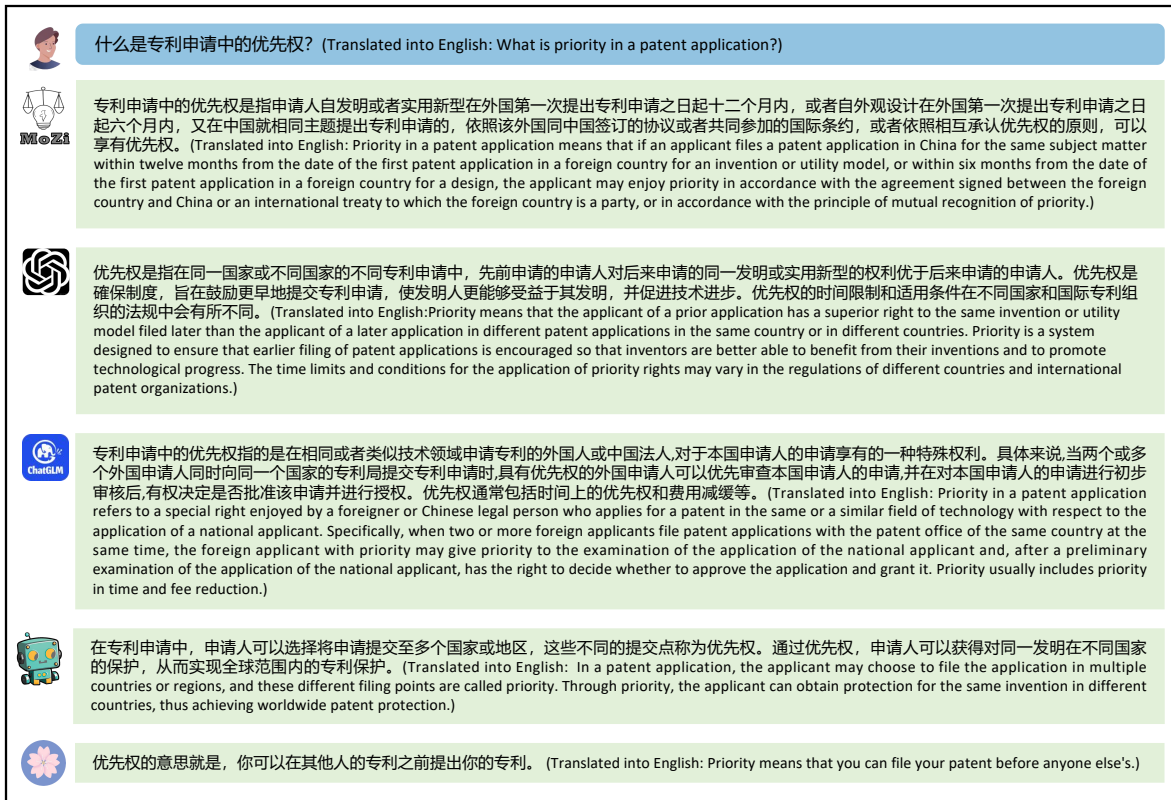 什么是专利申请中的优先权？(Translated into English: What is priority in a patent application?)
MoZi
专利申请中的优先权是指申请人自发明或者实用新型在外国第一次提出专利申请之日起十二个月内，或者自外观设计在外国第一次提出专利申请之日
起六个月内，又在中国就相同主题提出专利申请的，依照该外国同中国签订的协议或者共同参加的国际条约，或者依照相互承认优先权的原则，可以
享有优先权。(Translated into English: Priority in a patent application means that if an applicant files a patent application in China for the same subject matter
within twelve months from the date of the first patent application in a foreign country for an invention or utility model, or within six months from the date of
the first patent application in a foreign country for a design, the applicant may enjoy priority in accordance with the agreement signed between the foreign
country and China or an international treaty to which the foreign country is a party, or in accordance with the principle of mutual recognition of priority.)
优先权是指在同一国家或不同国家的不同专利申请中，先前申请的申请人对后来申请的同一发明或实用新型的权利优于后来申请的申请人。优先权是
確保制度，旨在鼓励更早地提交专利申请，使发明人更能够受益于其发明，并促进技术进步。优先权的时间限制和适用条件在不同国家和国际专利组
织的法规中会有所不同。(Translated into English:Priority means that the applicant of a prior application has a superior right to the same invention or utility
model filed later than the applicant of a later application in different patent applications in the same country or in different countries. Priority is a system
designed to ensure that earlier filing of patent applications is encouraged so that inventors are better able to benefit from their inventions and to promote
technological progress. The time limits and conditions for the application of priority rights may vary in the regulations of different countries and international
patent organizations.)
ChatGLM
专利申请中的优先权指的是在相同或者类似技术领域申请专利的外国人或中国法人,对于本国申请人的申请享有的一种特殊权利。具体来说,当两个或多
个外国申请人同时向同一个国家的专利局提交专利申请时,具有优先权的外国申请人可以优先审查本国申请人的申请,并在对本国申请人的申请进行初步
审核后,有权决定是否批准该申请并进行授权。优先权通常包括时间上的优先权和费用减缓等。(Translated into English: Priority in a patent application
refers to a special right enjoyed by a foreigner or Chinese legal person who applies for a patent in the same or a similar field of technology with respect to the
application of a national applicant. Specifically, when two or more foreign applicants file patent applications with the patent office of the same country at the
same time, the foreign applicant with priority may give priority to the examination of the application of the national applicant and, after a preliminary
examination of the application of the national applicant, has the right to decide whether to approve the application and grant it. Priority usually includes priority
in time and fee reduction.)
在专利申请中，申请人可以选择将申请提交至多个国家或地区，这些不同的提交点称为优先权。通过优先权，申请人可以获得对同一发明在不同国家
的保护，从而实现全球范围内的专利保护。(Translated into English: In a patent application, the applicant may choose to file the application in multiple
countries or regions, and these different filing points are called priority. Through priority, the applicant can obtain protection for the same invention in different
countries, thus achieving worldwide patent protection.)
优先权的意思就是，你可以在其他人的专利之前提出你的专利。 (Translated into English: Priority means that you can file your patent before anyone else's.)